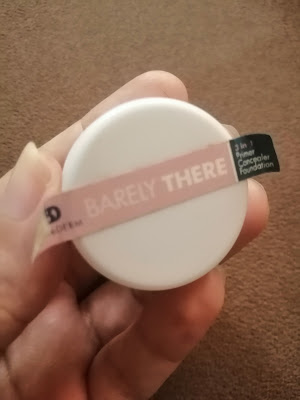 BARELY THERE
3 in 1
Primer
Concealer
Foundation